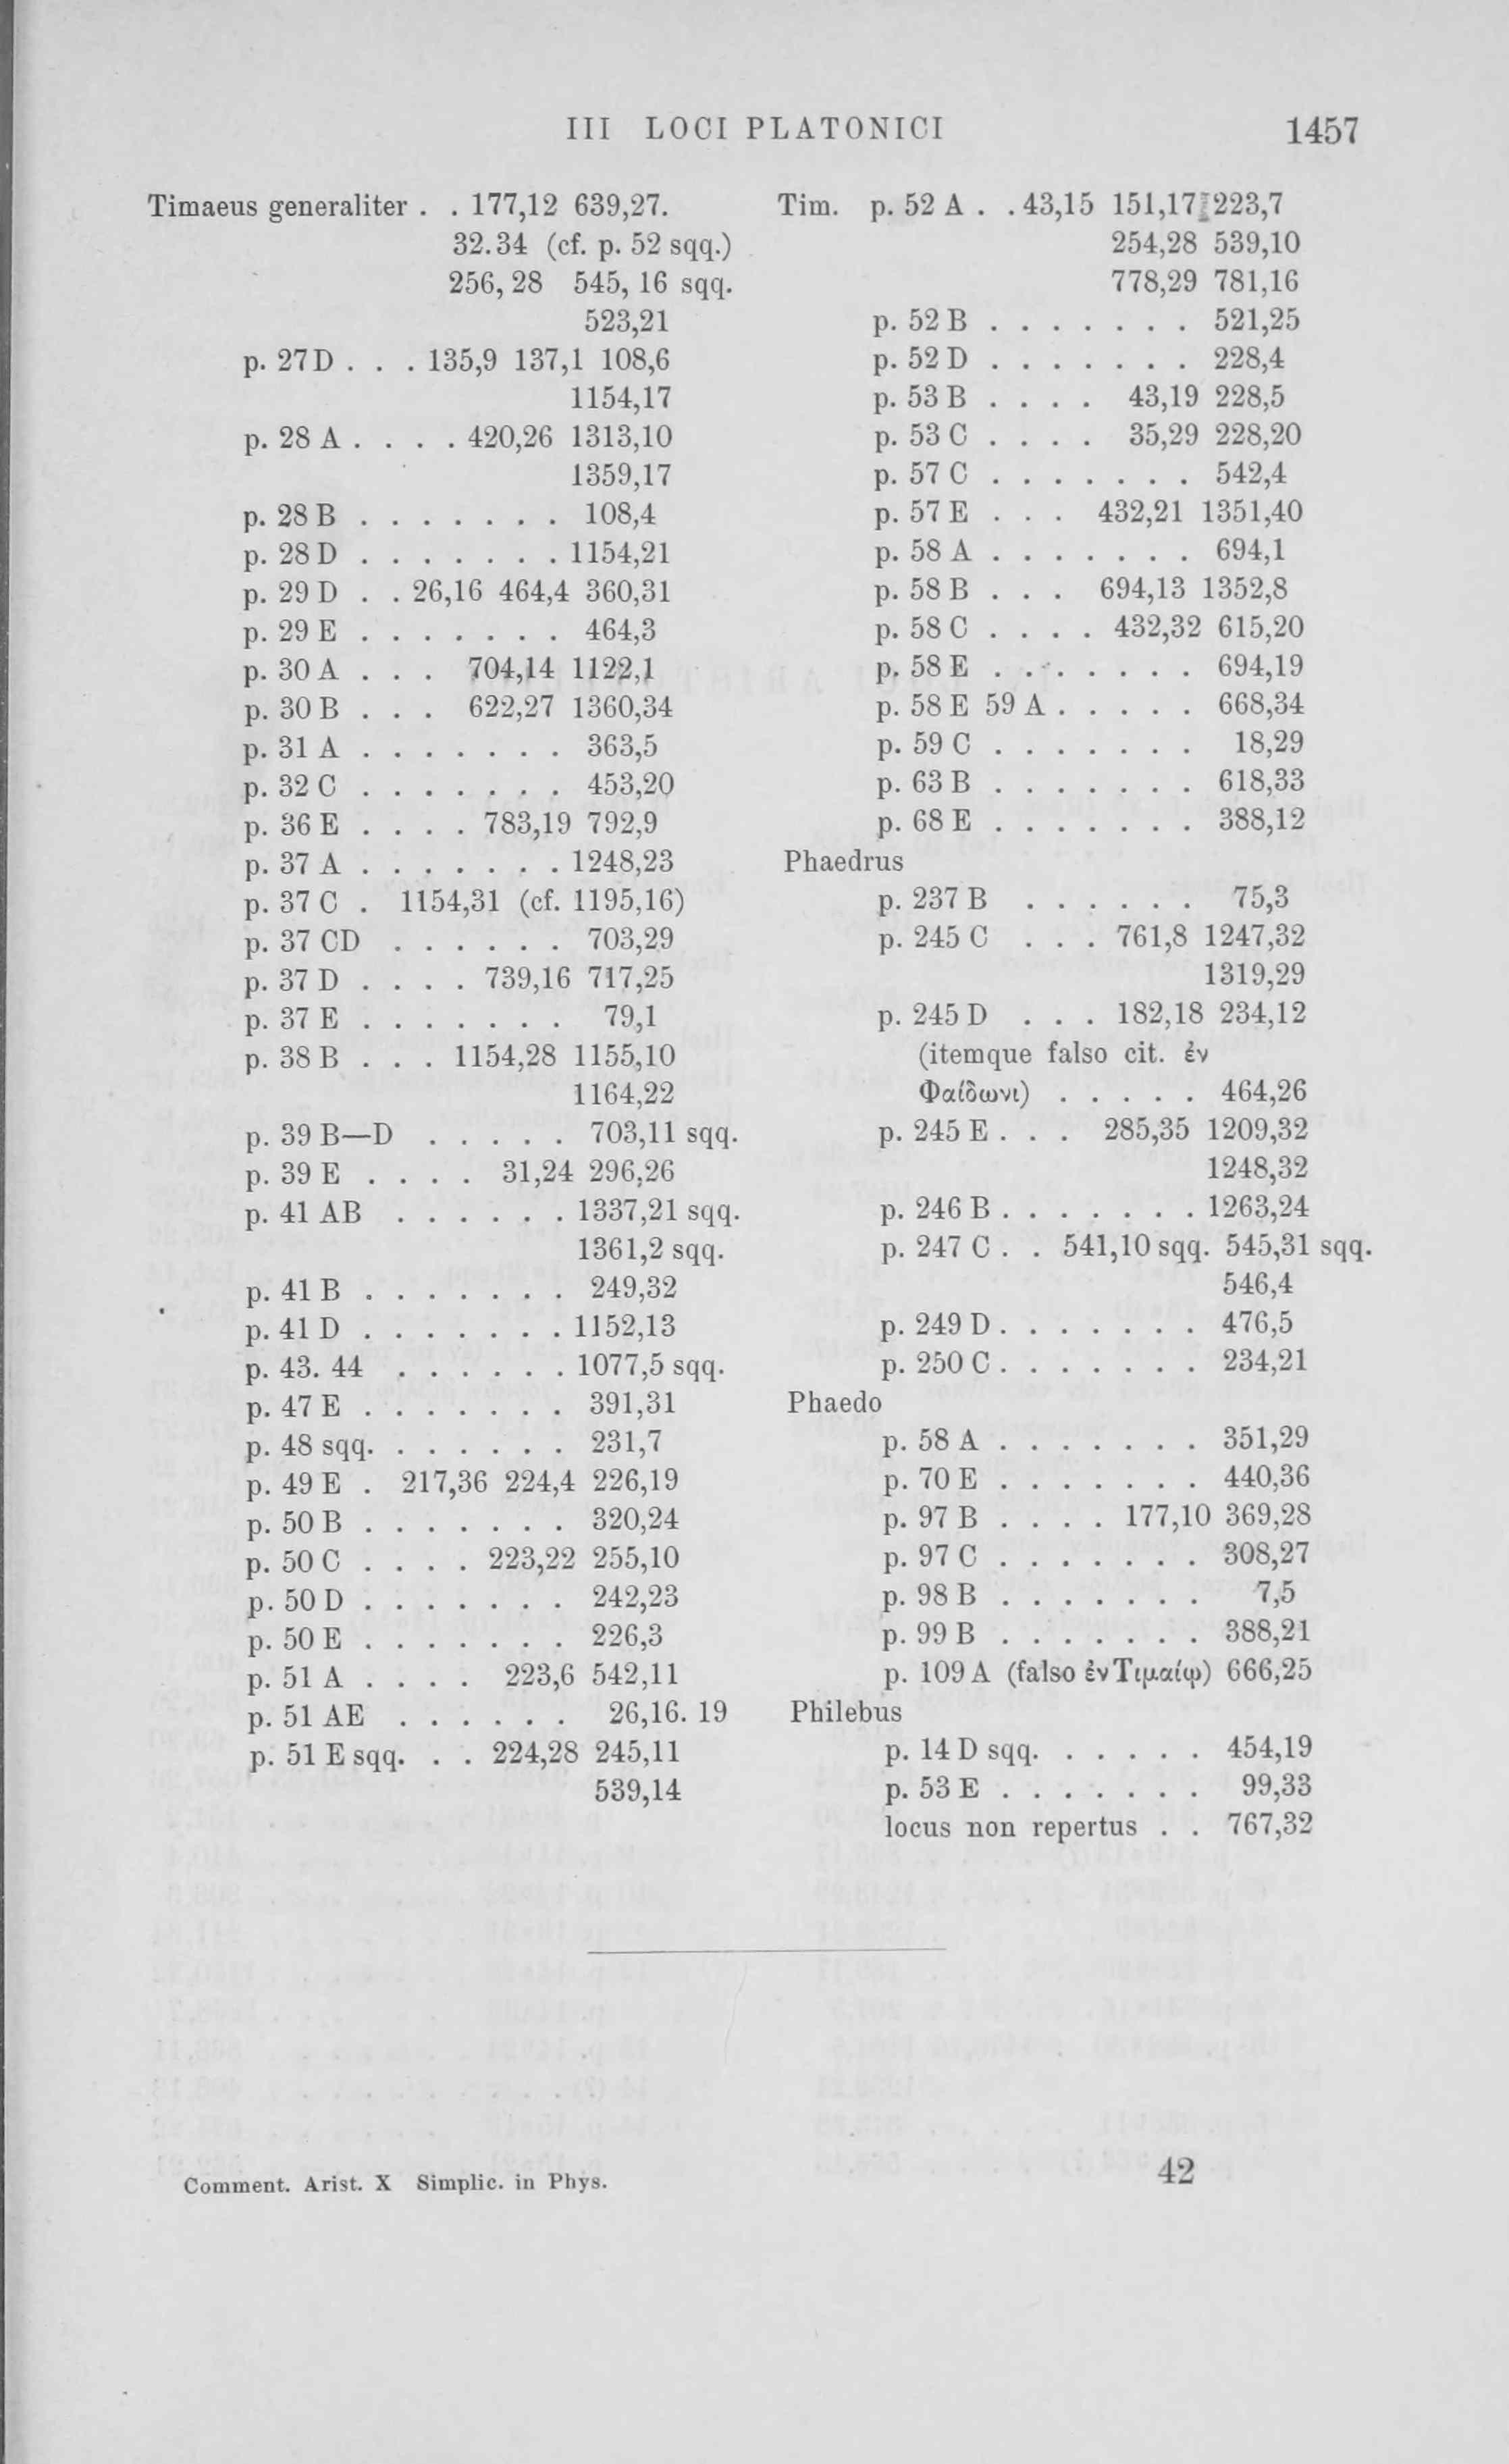 III LOCI PLATONICI 1457
Timaeus generaliter . . 177,12 639,27.
32.34 (cf. p. 52 sqq.)
256,28 545,16 sqq.
523,21
p. 27 D . . . 135,9 137,1 108,6
1154,17
p. 28 A . . . . 420,26 1313,10
1359,17
p. 28 B . . . . . . . 108,4
p. 28 D . . . . . . . 1154,21
p. 29 D . . 26,16 464,4 360,31
p. 29 E . . . . . . . 464,3
p. 30 A . . . 704,14 1122,1
p. 30 B . . . 622,27 1360,34
p. 31 A . . . . . . . 363,5
p. 32 C . . . . . . . 453,20
p. 36 E . . . . 783,19 792,9
p. 37 A . . . . . . . 1248,23
p. 37 C . 1154,31 (cf. 1195,16)
p. 37 CD . . . . . . 703,29
p. 37 D . . . . 739,16 717,25
p. 37 E . . . . . . . 79,1
p. 38 B . . . 1154,28 1155,10
1164,22
p. 39 B—D . . . . . 703,11 sqq.
p. 39 E . . . . 31,24 296,26
p. 41 AB . . . . . . 1337,21 sqq.
1361,2 sqq.
p. 41 B . . . . . . . 249,32
p. 41 D . . . . . . . 1152,13
p. 43. 44 . . . . . . 1077,5 sqq.
p. 47 E . . . . . . . 391,31
p. 48 sqq. . . . . . . 231,7
p. 49 E . 217,36 224,4 226,19
p. 50 B . . . . . . . 320,24
p. 50 C . . . . 223,22 255,10
p. 50 D . . . . . . . 242,23
p. 50 E . . . . . . . 226,3
p. 51 A . . . . 223,6 542,11
p. 51 AE . . . . . . 26,16. 19
p. 51 E sqq. . . 224,28 245,11
539,14
Tim. p. 52 A . . 43,15 151,17 223,7
254,28 539,10
778,29 781,16
p. 52 B . . . . . . . 521,25
p. 52 D . . . . . . . 228,4
p. 53 B . . . . 43,19 228,5
p. 53 C . . . . 35,29 228,20
p. 57 C . . . . . . . 542,4
p. 57 E . . . 432,21 1351,40
p. 58 A . . . . . . . 694,1
p. 58 B . . . 694,13 1352,8
p. 58 C . . . . 432,32 615,20
p. 58 E . . . . . . . 694,19
p. 58 E 59 A . . . . . 668,34
p. 59 C . . . . . . . 18,29
p. 63 B . . . . . . . 618,33
p. 68 E . . . . . . . 388,12
Phaedrus
p. 237 B . . . . . . 75,3
p. 245 C . . . 761,8 1247,32
1319,29
p. 245 D . . . 182,18 234,12
(itemque falso cit. ἐν
Φαίδωνι) . . . . . 464,26
p. 245 E . . . 285,35 1209,32
1248,32
p. 246 B . . . . . . . 1263,24
p. 247 C . . 541,10 sqq. 545,31 sqq.
546,4
p. 249 D . . . . . . . 476,5
p. 250 C . . . . . . . 234,21
Phaedo
p. 58 A . . . . . . . 351,29
p. 70 E . . . . . . . 440,36
p. 97 B . . . . 177,10 369,28
p. 97 C . . . . . . . 308,27
p. 98 B . . . . . . . 7,5
p. 99 B . . . . . . . 388,21
p. 109 A (falso ἐν Τιμαίῳ) 666,25
Philebus
p. 14 D sqq. . . . . . 454,19
p. 53 E . . . . . . . 99,33
locus non repertus . . 767,32
Comment. Arist. X Simplic. in Phys. 42